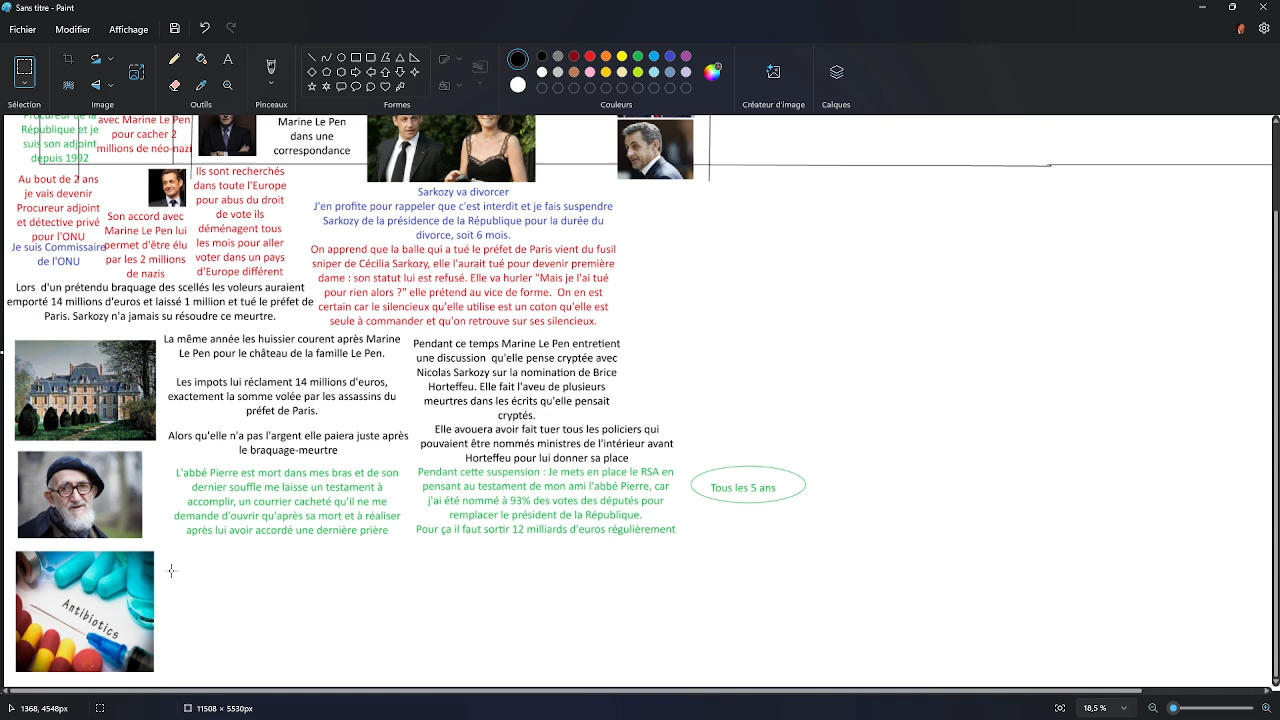 Sans titre - Paint
Fichier Modifier Afficher
Sélection Image Outils Pinceaux Formes Couleurs Créateur d'image Calques
Procureur de la
République et je
suis son adjoint
depuis 1992
Au bout de 2 ans
je vais devenir
Procureur adjoint
et détective privé
pour l'ONU
Je suis Commissaire
de l'ONU
avec Marine Le Pen
pour cacher 2
millions de néo-nazi
Son accord avec
Marine Le Pen lui
permet d'être élu
par les 2 millions
de nazis
Ils sont recherchés
dans toute l'Europe
pour abus du droit
de vote ils
déménagent tous
les mois pour aller
voter dans un pays
d'Europe différent
Marine Le Pen
dans une
correspondance
Sarkozy va divorcer
J'en profite pour rappeler que c'est interdit et je fais suspendre
Sarkozy de la présidence de la République pour la durée du
divorce, soit 6 mois.
On apprend que la balle qui a tué le préfet de Paris vient du fusil
sniper de Cécilia Sarkozy, elle l'aurait tué pour devenir première
dame : son statut lui est refusé. Elle va hurler "Mais je l'ai tué
pour rien alors ?" elle prétend au vice de forme.  On en est
certain car le silencieux qu'elle utilise est un coton qu'elle est
seule à commander et qu'on retrouve sur ses silencieux.
Lors  d'un prétendu braquage des scellés les voleurs auraient
emporté 14 millions d'euros et laissé 1 million et tué le préfet de
Paris. Sarkozy n'a jamais su résoudre ce meurtre.
La même année les huissier courent après Marine
Le Pen pour le château de la famille Le Pen.
Les impots lui réclament 14 millions d'euros,
exactement la somme volée par les assassins du
préfet de Paris.
Alors qu'elle n'a pas l'argent elle paiera juste après
le braquage-meurtre
Pendant ce temps Marine Le Pen entretient
une discussion  qu'elle pense cryptée avec
Nicolas Sarkozy sur la nomination de Brice
Hortefeu. Elle fait l'aveu de plusieurs
meurtres dans les écrits qu'elle pensait
cryptés.
Elle avouera avoir fait tuer tous les policiers qui
pouvaient être nommés ministres de l'intérieur avant
Hortefeu pour lui donner sa place
L'abbé Pierre est mort dans mes bras et de son
dernier souffle me laisse un testament à
accomplir, un courrier cacheté qu'il ne me
demande d'ouvrir qu'après sa mort et à réaliser
après lui avoir accordé une dernière prière
Pendant cette suspension : Je mets en place le RSA en
pensant au testament de mon ami l'abbé Pierre, car
j'ai été nommé à 93% des votes des députés pour
remplacer le président de la République.
Pour ça il faut sortir 12 milliards d'euros régulièrement
Tous les 5 ans
Antibiotics
1368, 4548px
11508 × 5530px
18,5 %